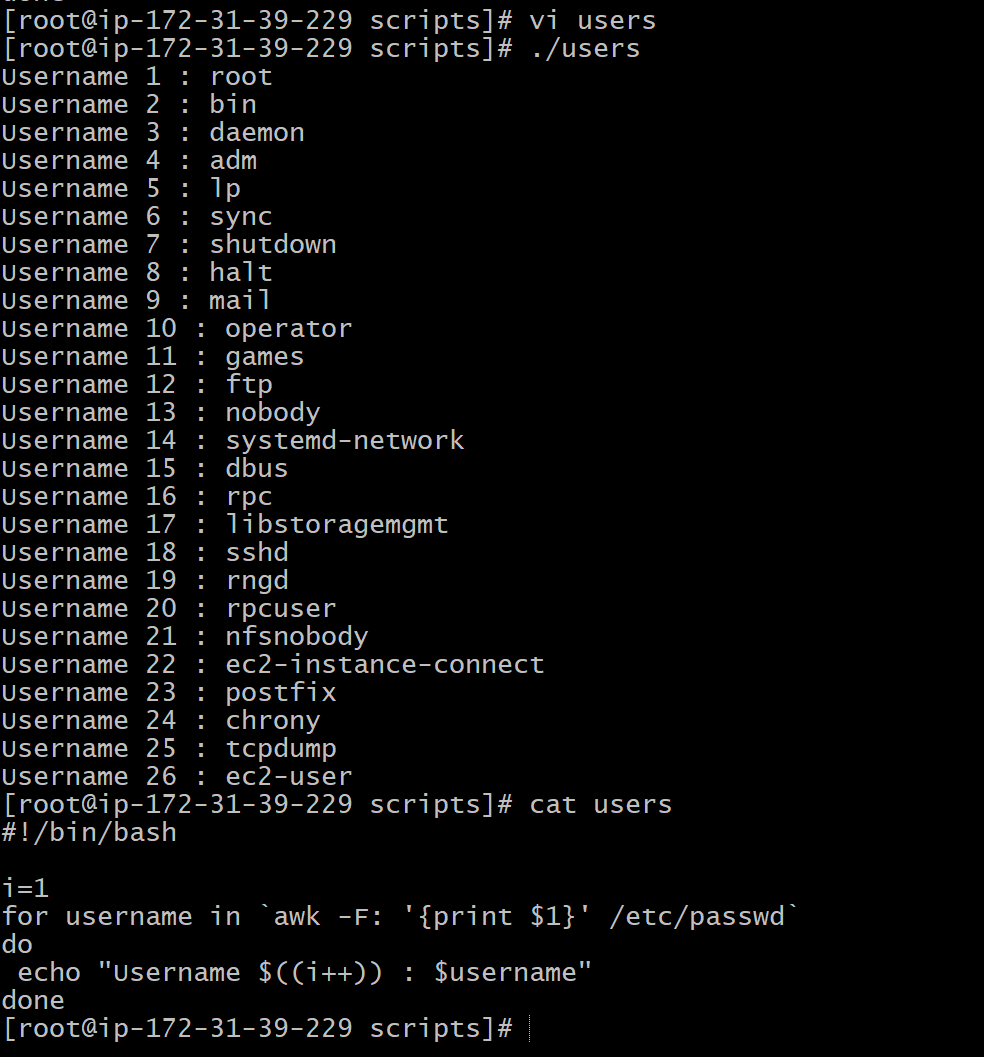 done
[root@ip-172-31-39-229 scripts]# vi users
[root@ip-172-31-39-229 scripts]# ./users
Username 1 : root
Username 2 : bin
Username 3 : daemon
Username 4 : adm
Username 5 : lp
Username 6 : sync
Username 7 : shutdown
Username 8 : halt
Username 9 : mail
Username 10 : operator
Username 11 : games
Username 12 : ftp
Username 13 : nobody
Username 14 : systemd-network
Username 15 : dbus
Username 16 : rpc
Username 17 : libstoragemgmt
Username 18 : sshd
Username 19 : rngd
Username 20 : rpcuser
Username 21 : nfsnobody
Username 22 : ec2-instance-connect
Username 23 : postfix
Username 24 : chrony
Username 25 : tcpdump
Username 26 : ec2-user
[root@ip-172-31-39-229 scripts]# cat users
#!/bin/bash

i=1
for username in `awk -F: '{print $1}' /etc/passwd`
do
 echo "Username $((i++)) : $username"
done
[root@ip-172-31-39-229 scripts]#